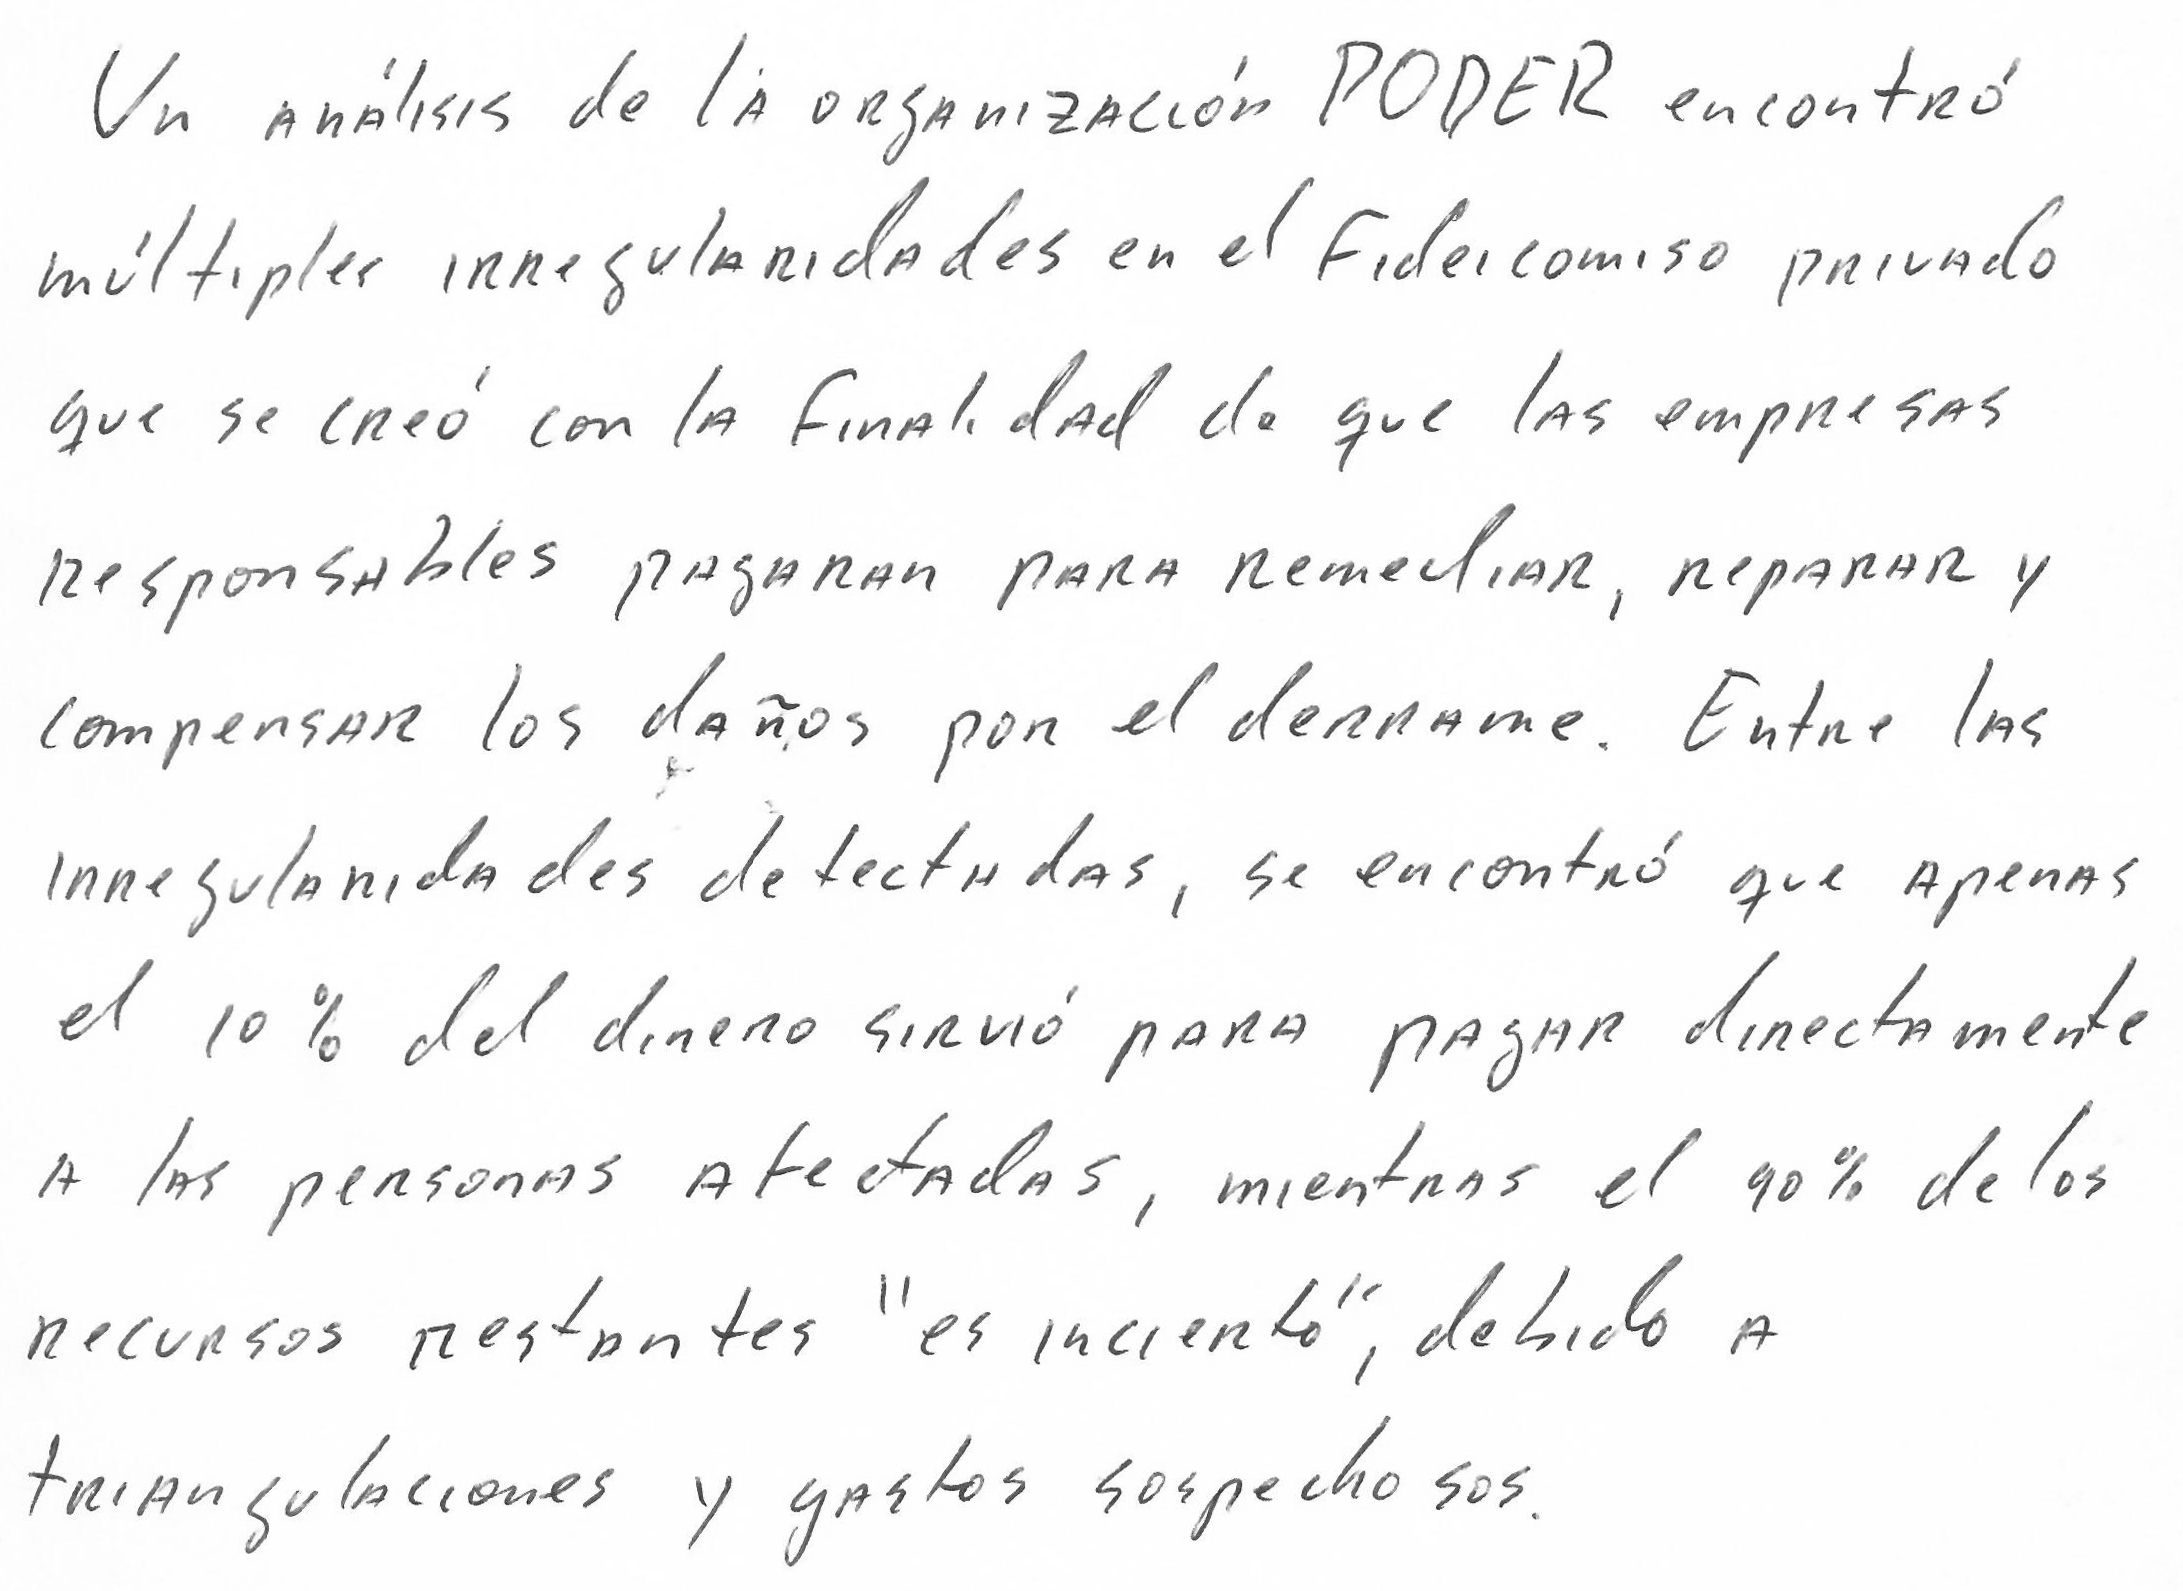 Un análisis de la organización PODER encontró
múltiples irregularidades en el Fideicomiso privado
que se creó con la finalidad de que las empresas
responsables pagaran para remediar, reparar y
compensar los daños por el derrame. Entre las
irregularidades detectadas, se encontró que apenas
el 10% del dinero sirvió para pagar directamente
a las personas afectadas, mientras el 90% de los
recursos restantes "es incierto", debido a
triangulaciones y gastos sospechosos.